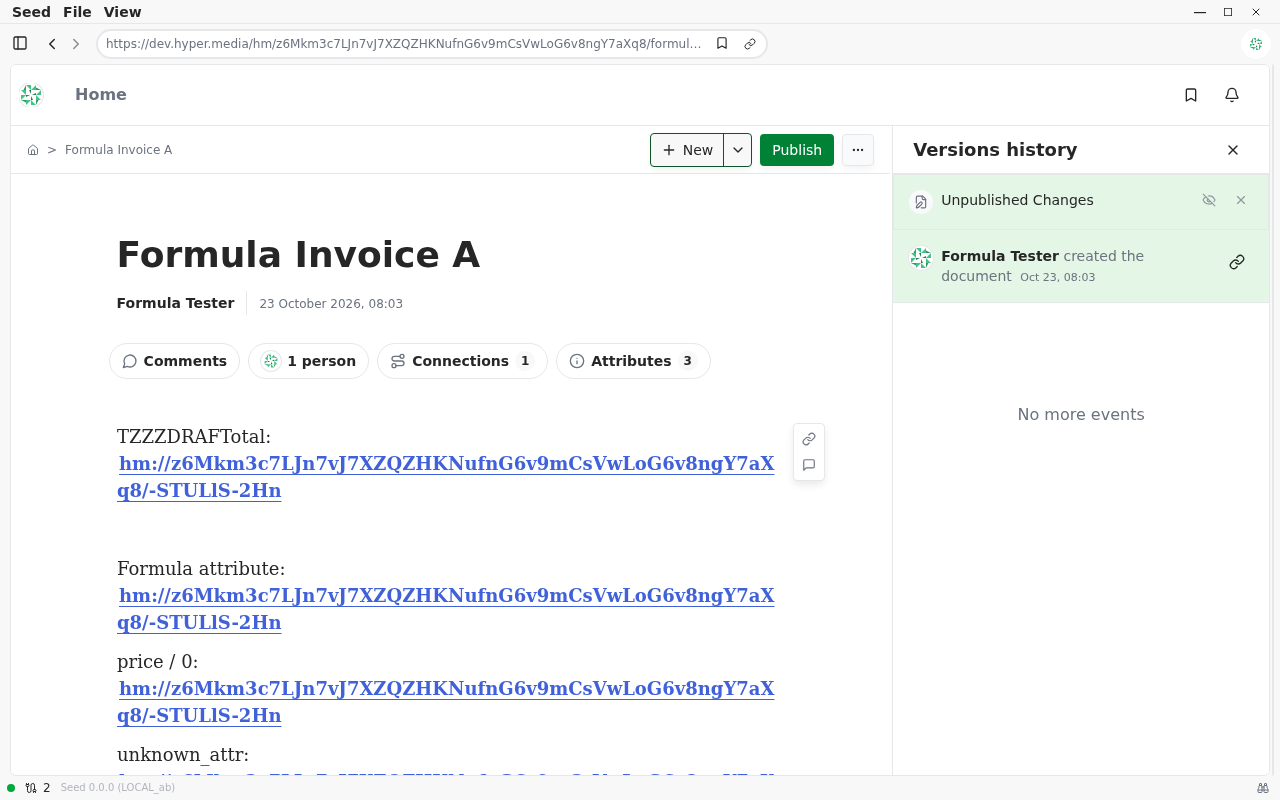 Seed File View
https://dev.hyper.media/hm/z6Mkm3c7LJn7vJ7XZQZHKNufnG6v9mCsVwLoG6v8ngY7aXq8/formul...
Home
> Formula Invoice A
New
Publish
Versions history
Unpublished Changes
Formula Tester created the
document Oct 23, 08:03
No more events
Formula Invoice A
Formula Tester
23 October 2026, 08:03
Comments
1 person
Connections 1
Attributes 3
TZZZDRAFTotal:
hm://z6Mkm3c7LJn7vJ7XZQZHKNufnG6v9mCsVwLoG6v8ngY7aX
q8/-STULlS-2Hn
Formula attribute:
hm://z6Mkm3c7LJn7vJ7XZQZHKNufnG6v9mCsVwLoG6v8ngY7aX
q8/-STULlS-2Hn
price / 0:
hm://z6Mkm3c7LJn7vJ7XZQZHKNufnG6v9mCsVwLoG6v8ngY7aX
q8/-STULlS-2Hn
unknown_attr:
2 Seed 0.0.0 (LOCAL_ab)